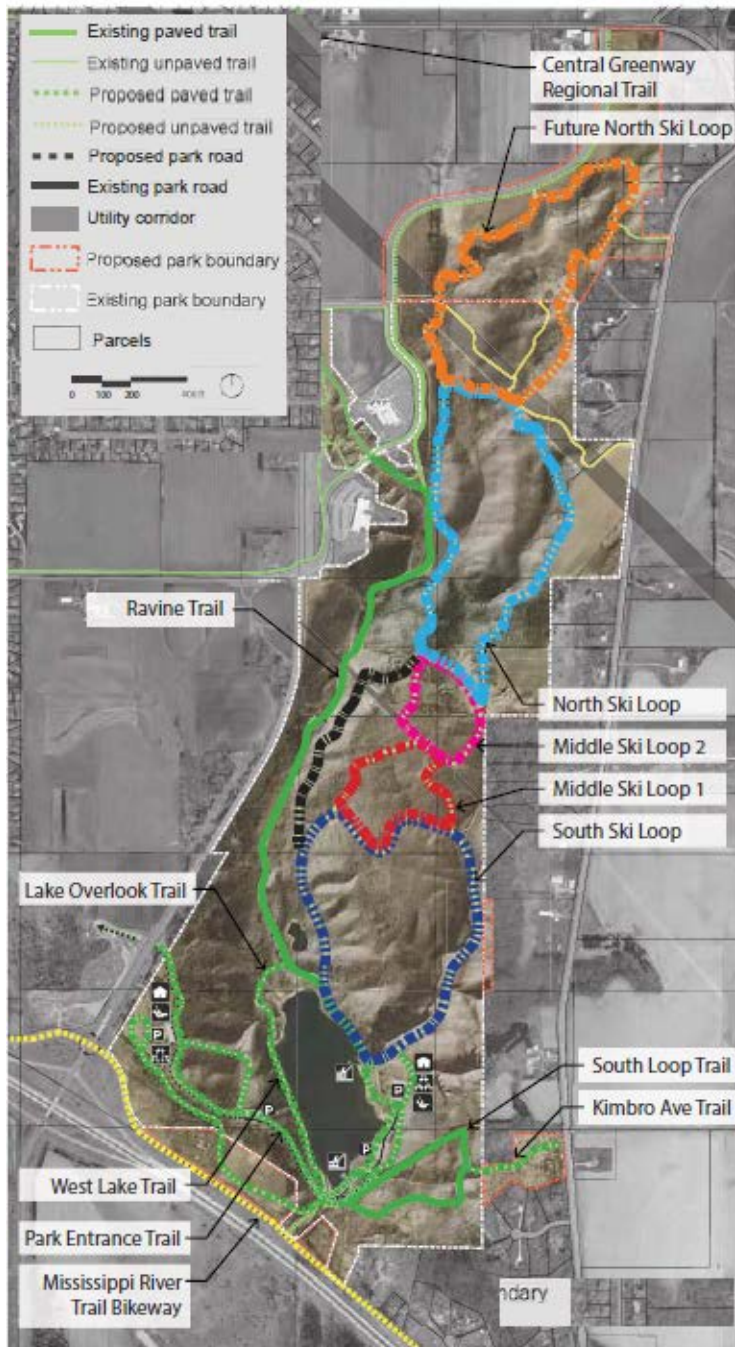 Existing paved trail
Existing unpaved trail
Proposed paved trail
Proposed unpaved trail
Proposed park road
Existing park road
Utility corridor
Proposed park boundary
Existing park boundary
Parcels
0 100 200
Central Greenway
Regional Trail
Future North Ski Loop
Ravine Trail
North Ski Loop
Middle Ski Loop 2
Middle Ski Loop 1
South Ski Loop
Lake Overlook Trail
P
P
P
P
South Loop Trail
Kimbro Ave Trail
West Lake Trail
Park Entrance Trail
Mississippi River
Trail Bikeway
ndary